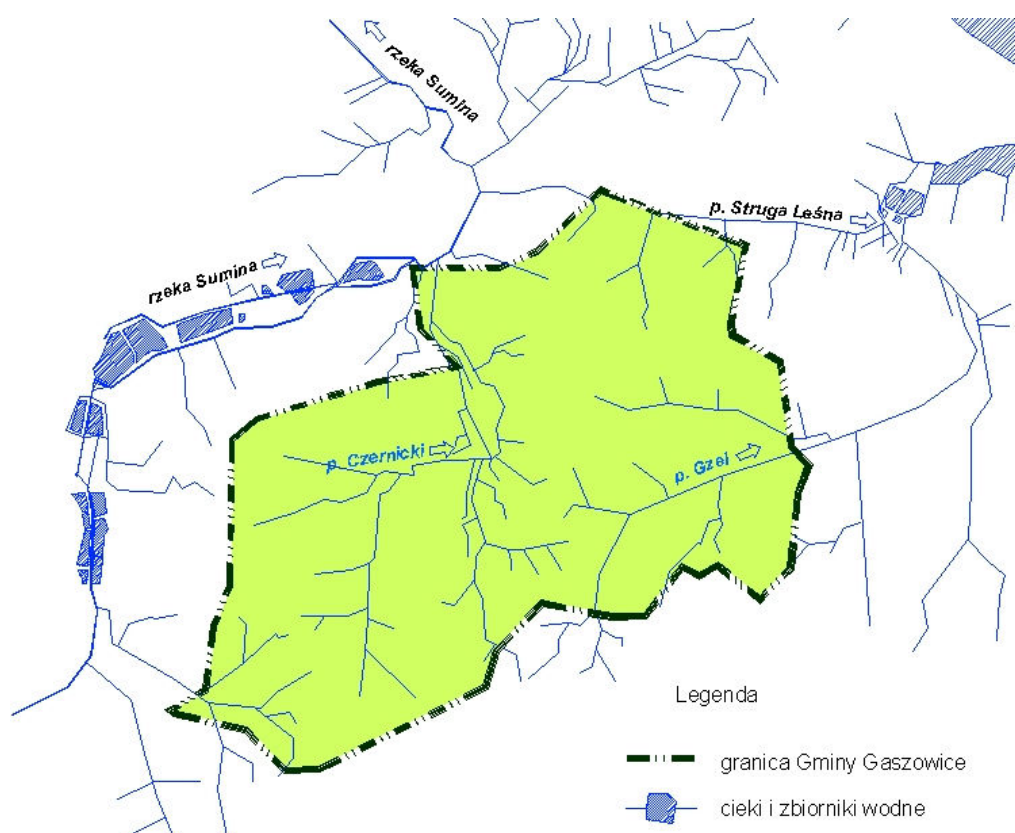 rzeka Sumina
p. Struga Leśna
rzeka Sumina
p. Czernicki
p. Gzel
Legenda
granica Gminy Gaszowice
cieki i zbiorniki wodne